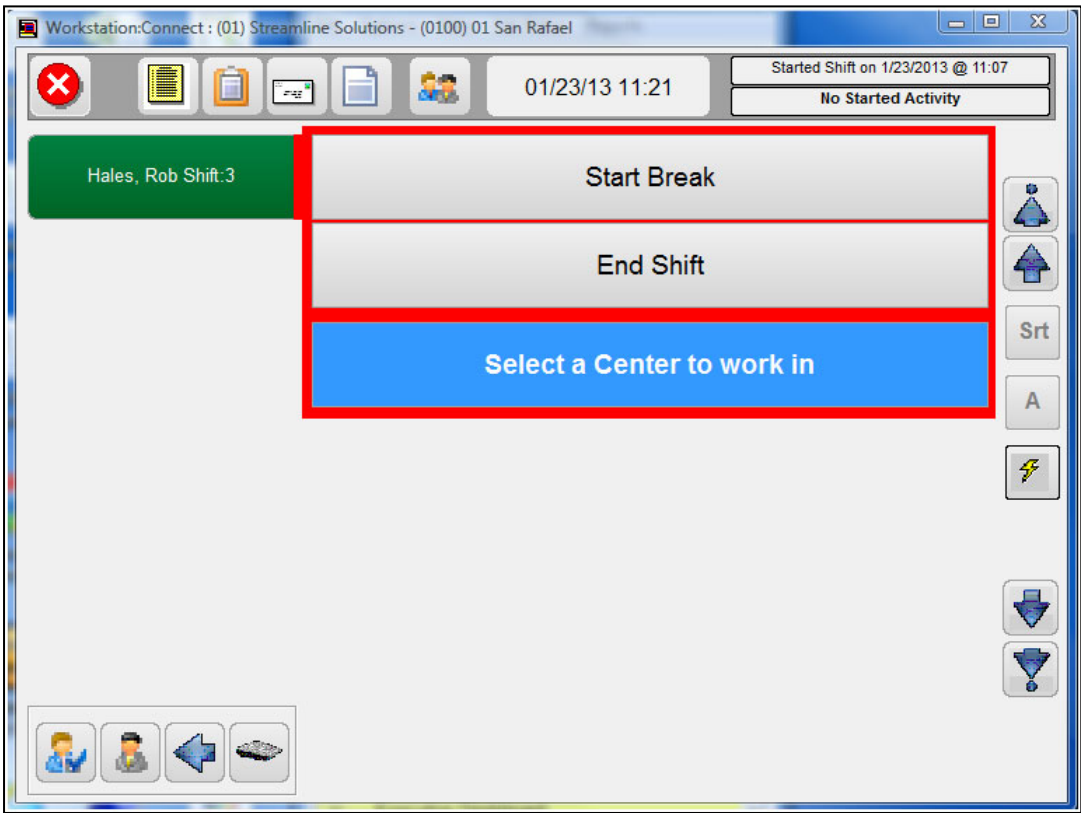 Workstation:Connect : (01) Streamline Solutions - (0100) 01 San Rafael
01/23/13 11:21
Started Shift on 1/23/2013 @ 11:07
No Started Activity
Hales, Rob Shift:3
Start Break
End Shift
Select a Center to work in
Srt
A